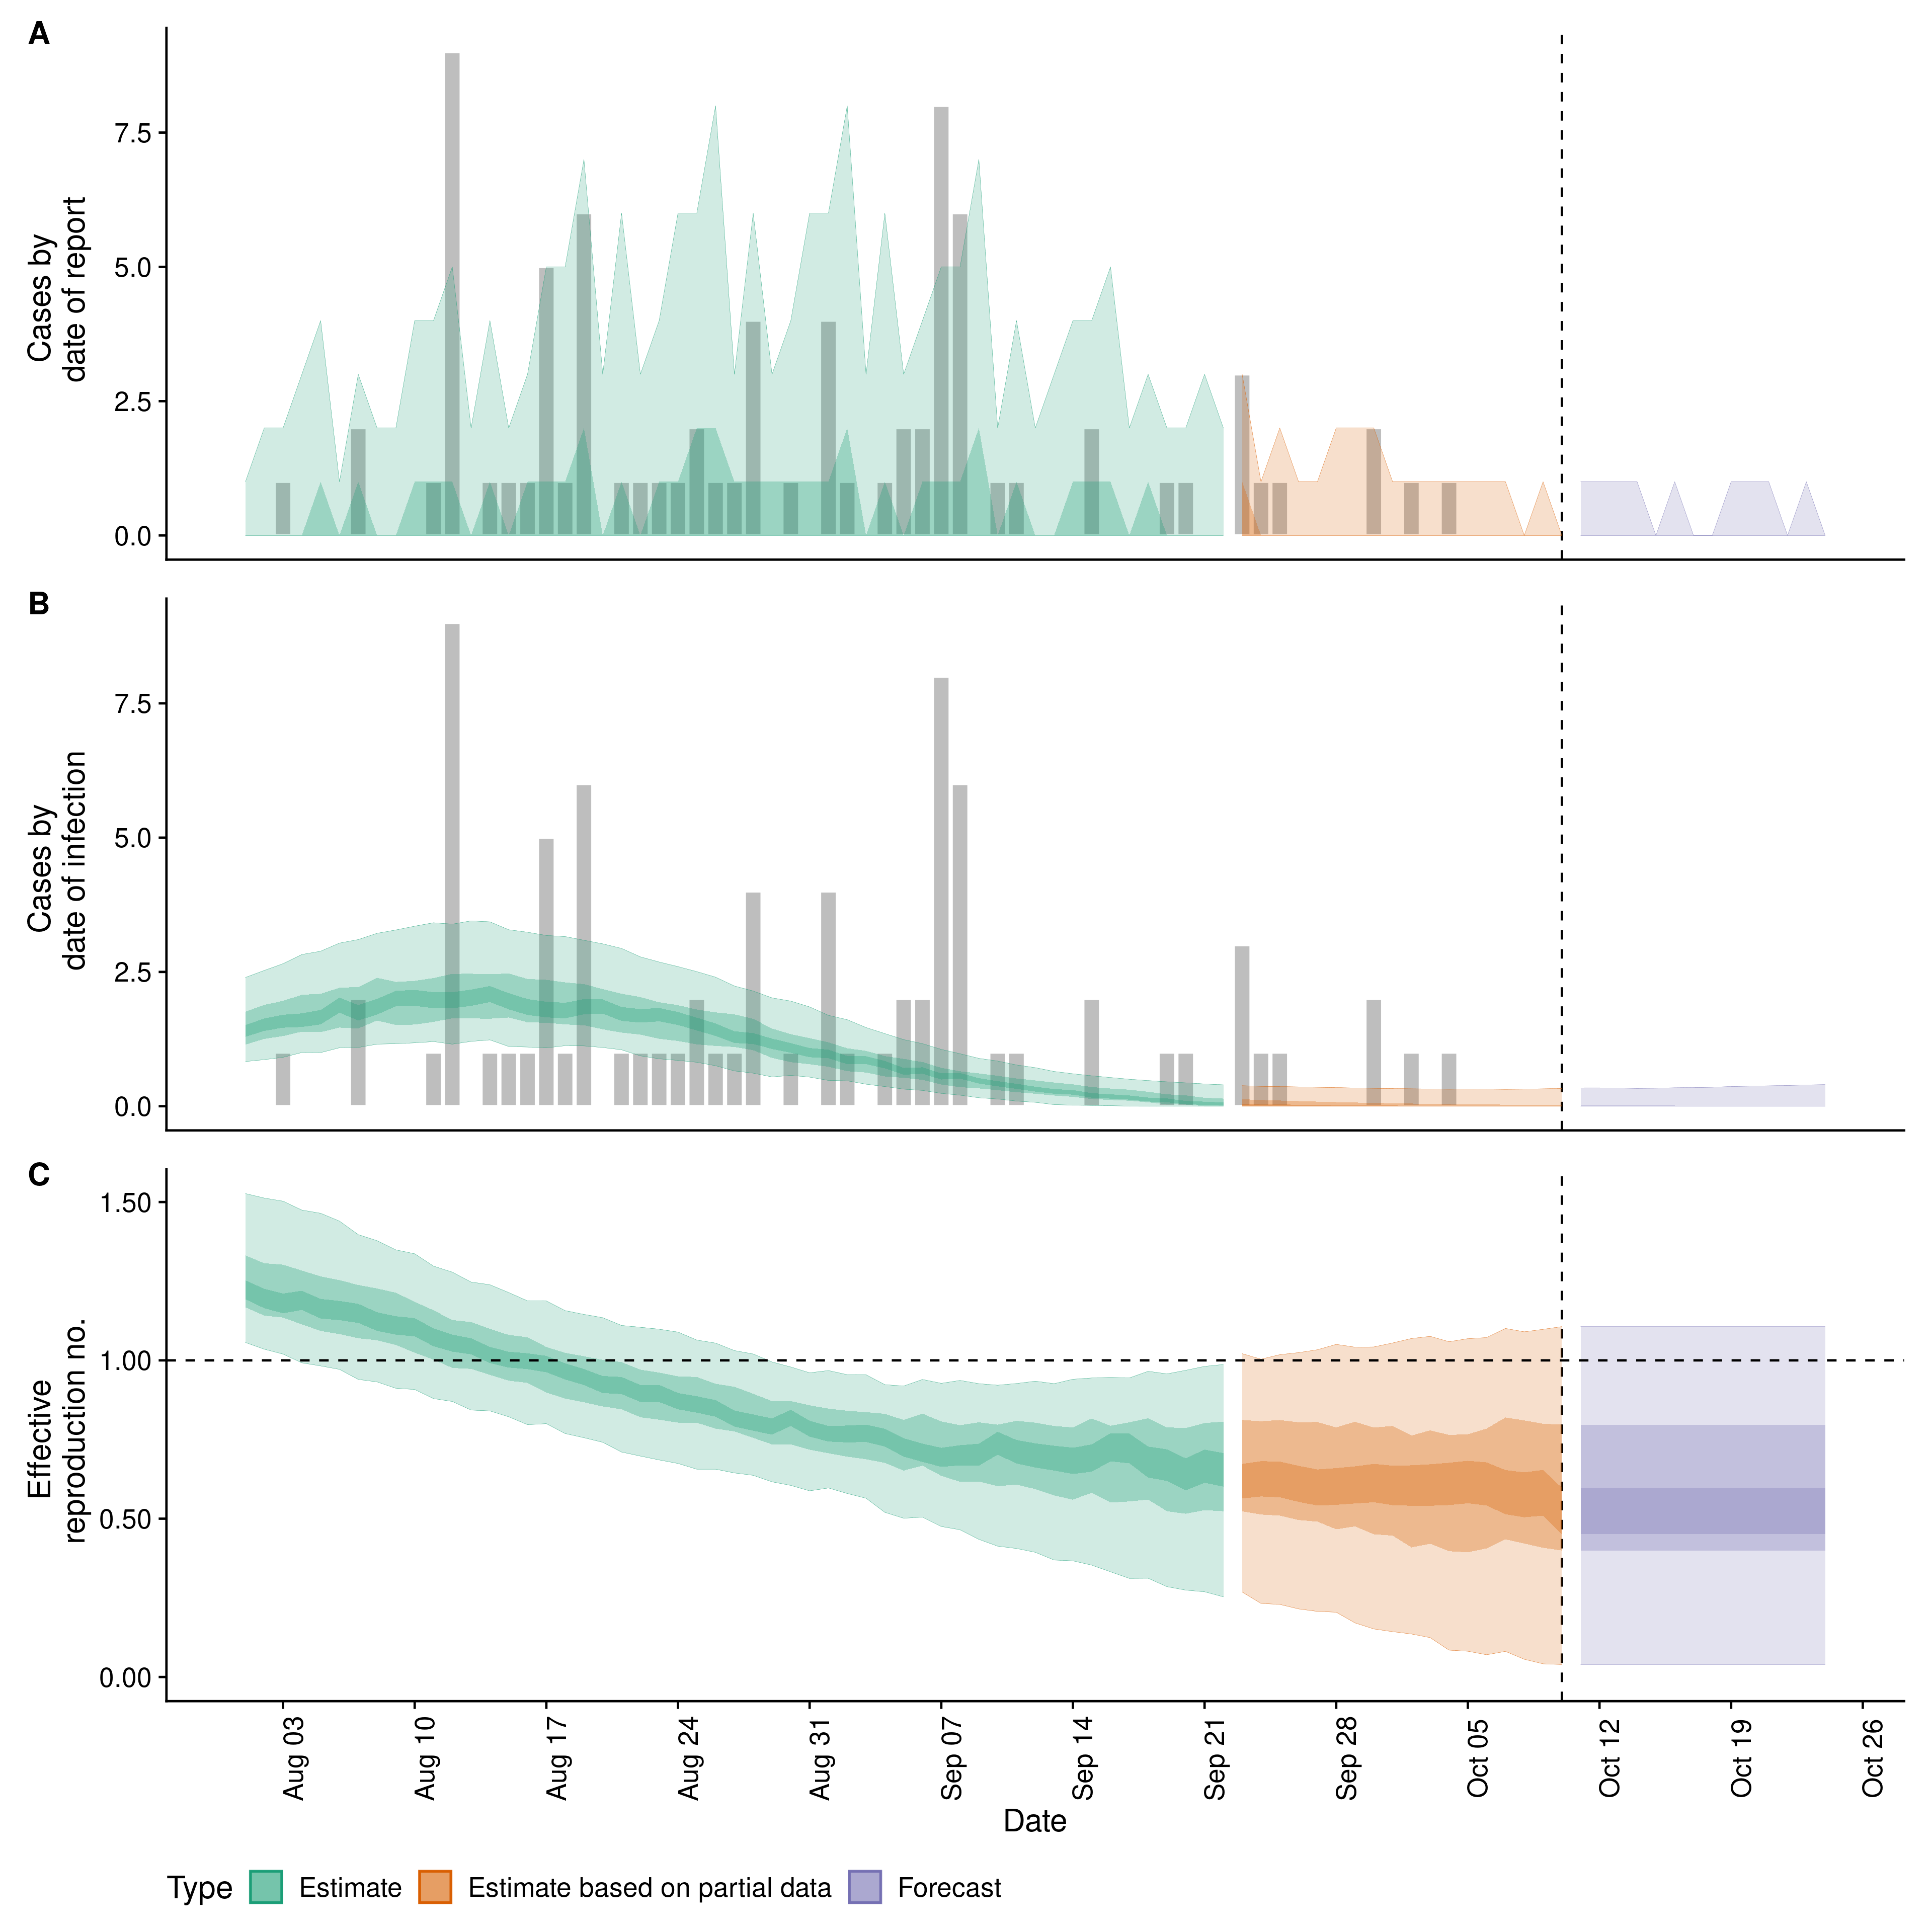 A
Cases by
date of report
7.5
5.0
2.5
0.0
B
Cases by
date of infection
7.5
5.0
2.5
0.0
C
Effective
reproduction no.
1.50
1.00
0.50
0.00
Aug 03
Aug 10
Aug 17
Aug 24
Aug 31
Sep 07
Sep 14
Sep 21
Sep 28
Oct 05
Oct 12
Oct 19
Oct 26
Date
Type Estimate Estimate based on partial data Forecast